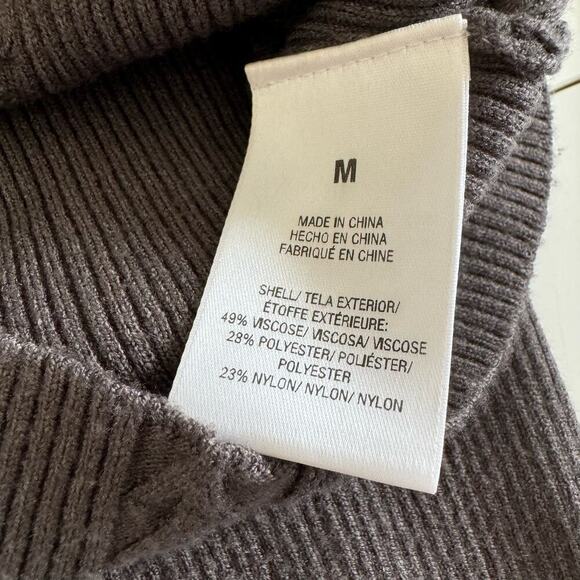 M
MADE IN CHINA
HECHO EN CHINA
FABRIQUÉ EN CHINE
SHELL/ TELA EXTERIOR/
ÉTOFFE EXTÉRIEURE:
49% VISCOSE/ VISCOSA/ VISCOSE
28% POLYESTER/ POLIÉSTER/
POLYESTER
23% NYLON/ NYLON/ NYLON